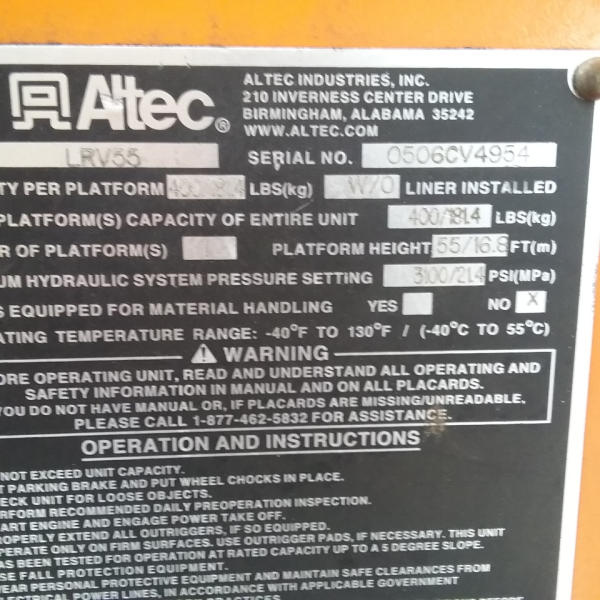 Altec®
ALTEC INDUSTRIES, INC.
210 INVERNESS CENTER DRIVE
BIRMINGHAM, ALABAMA 35242
WWW.ALTEC.COM
LRV55 SERIAL NO. 0506CV4954
TY PER PLATFORM 400/181.4 LBS(kg) W/O LINER INSTALLED
PLATFORM(S) CAPACITY OF ENTIRE UNIT 400/181.4 LBS(kg)
R OF PLATFORM(S) 1 PLATFORM HEIGHT 55/16.8 FT(m)
UM HYDRAULIC SYSTEM PRESSURE SETTING 3100/21.4 PSI(MPa)
S EQUIPPED FOR MATERIAL HANDLING YES NO X
ATING TEMPERATURE RANGE: -40°F TO 130°F / (-40°C TO 55°C)
WARNING
ORE OPERATING UNIT, READ AND UNDERSTAND ALL OPERATING AND
SAFETY INFORMATION IN MANUAL AND ON ALL PLACARDS.
YOU DO NOT HAVE MANUAL OR, IF PLACARDS ARE MISSING/UNREADABLE,
PLEASE CALL 1-877-462-5832 FOR ASSISTANCE.
OPERATION AND INSTRUCTIONS
NOT EXCEED UNIT CAPACITY.
T PARKING BRAKE AND PUT WHEEL CHOCKS IN PLACE.
ECK UNIT FOR LOOSE OBJECTS.
RFORM RECOMMENDED DAILY PREOPERATION INSPECTION.
ART ENGINE AND ENGAGE POWER TAKE OFF.
ROPERLY EXTEND ALL OUTRIGGERS, IF SO EQUIPPED.
PERATE ONLY ON FIRM SURFACES. USE OUTRIGGER PADS, IF NECESSARY. THIS UNIT
AS BEEN TESTED FOR OPERATION AT RATED CAPACITY UP TO A 5 DEGREE SLOPE.
SE FALL PROTECTION EQUIPMENT.
WEAR PERSONAL PROTECTIVE EQUIPMENT AND MAINTAIN SAFE CLEARANCES FROM
ELECTRICAL POWER LINES, IN ACCORDANCE WITH APPLICABLE GOVERNMENT